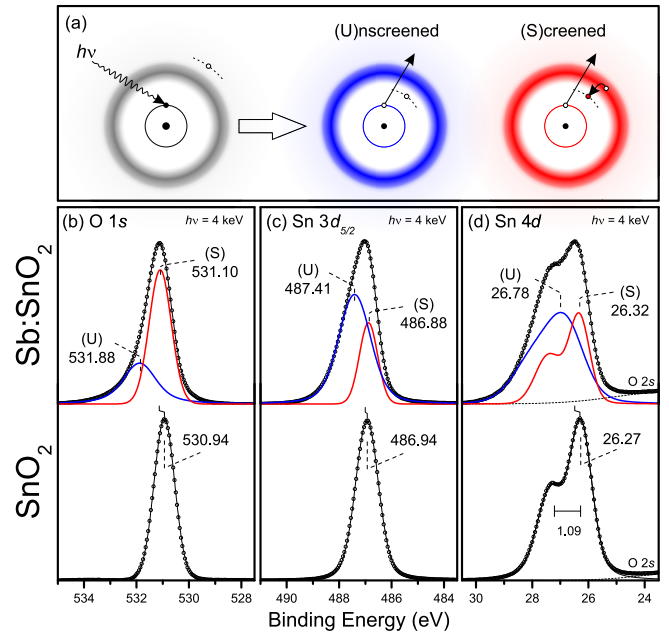 (a)
(U)nscreened
(S)creened
hν
(b) O 1s
hν = 4 keV
(c) Sn 3d5/2
hν = 4 keV
(d) Sn 4d
hν = 4 keV
Sb:SnO2
(S)
531.10
(U)
531.88
(U)
487.41
(S)
486.88
(U)
26.78
(S)
26.32
O 2s
SnO2
530.94
486.94
26.27
1.09
O 2s
534
532
530
528
490
488
486
484
30
28
26
24
Binding Energy (eV)